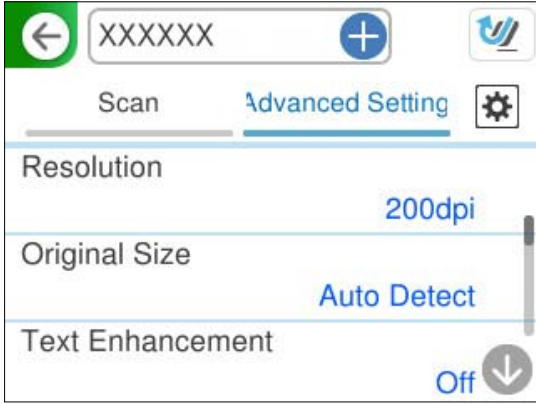 XXXXXX
Scan
Advanced Setting
Resolution
200dpi
Original Size
Auto Detect
Text Enhancement
Off